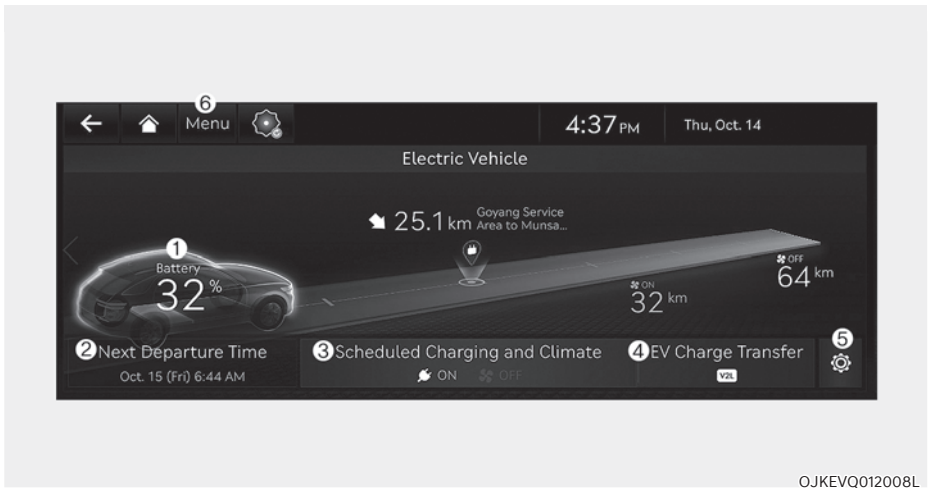 6
Menu
4:37 PM Thu, Oct. 14
Electric Vehicle
25.1 km Goyang Service
Area to Munsa...
1
Battery
32 %
OFF
64 km
ON
32 km
2 Next Departure Time
Oct. 15 (Fri) 6:44 AM
3 Scheduled Charging and Climate
ON OFF
4 EV Charge Transfer
V2L
5
OJKEVQ012008L